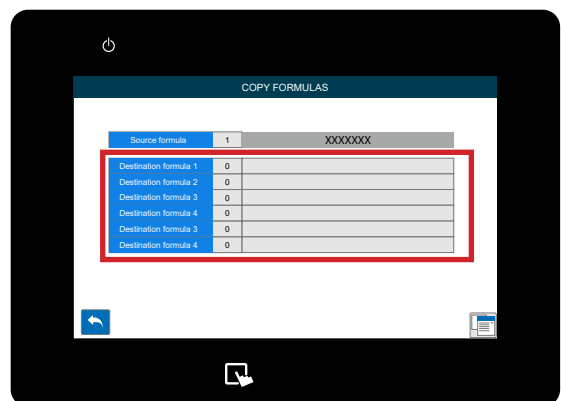 COPY FORMULAS
Source formula 1 XXXXXXX
Destination formula 1 0
Destination formula 2 0
Destination formula 3 0
Destination formula 4 0
Destination formula 3 0
Destination formula 4 0